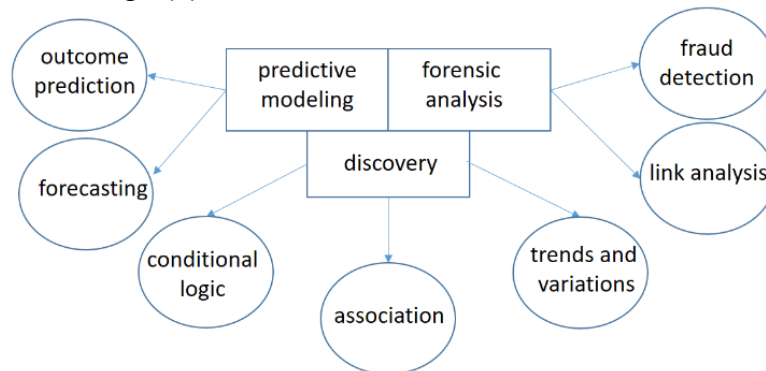 outcome
prediction
predictive
modeling
forensic
analysis
fraud
detection
forecasting
discovery
link analysis
conditional
logic
association
trends and
variations